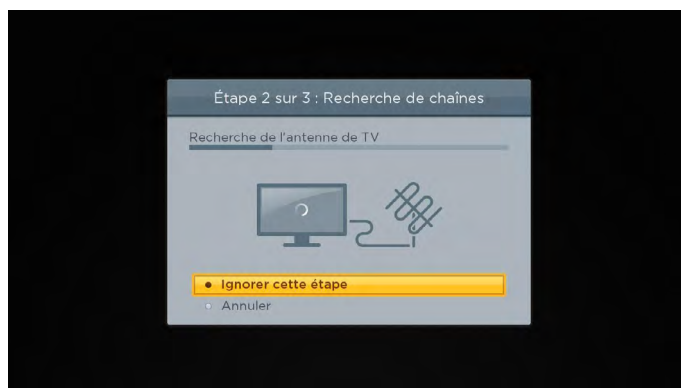 Étape 2 sur 3 : Recherche de chaînes
Recherche de l'antenne de TV
Ignorer cette étape
Annuler